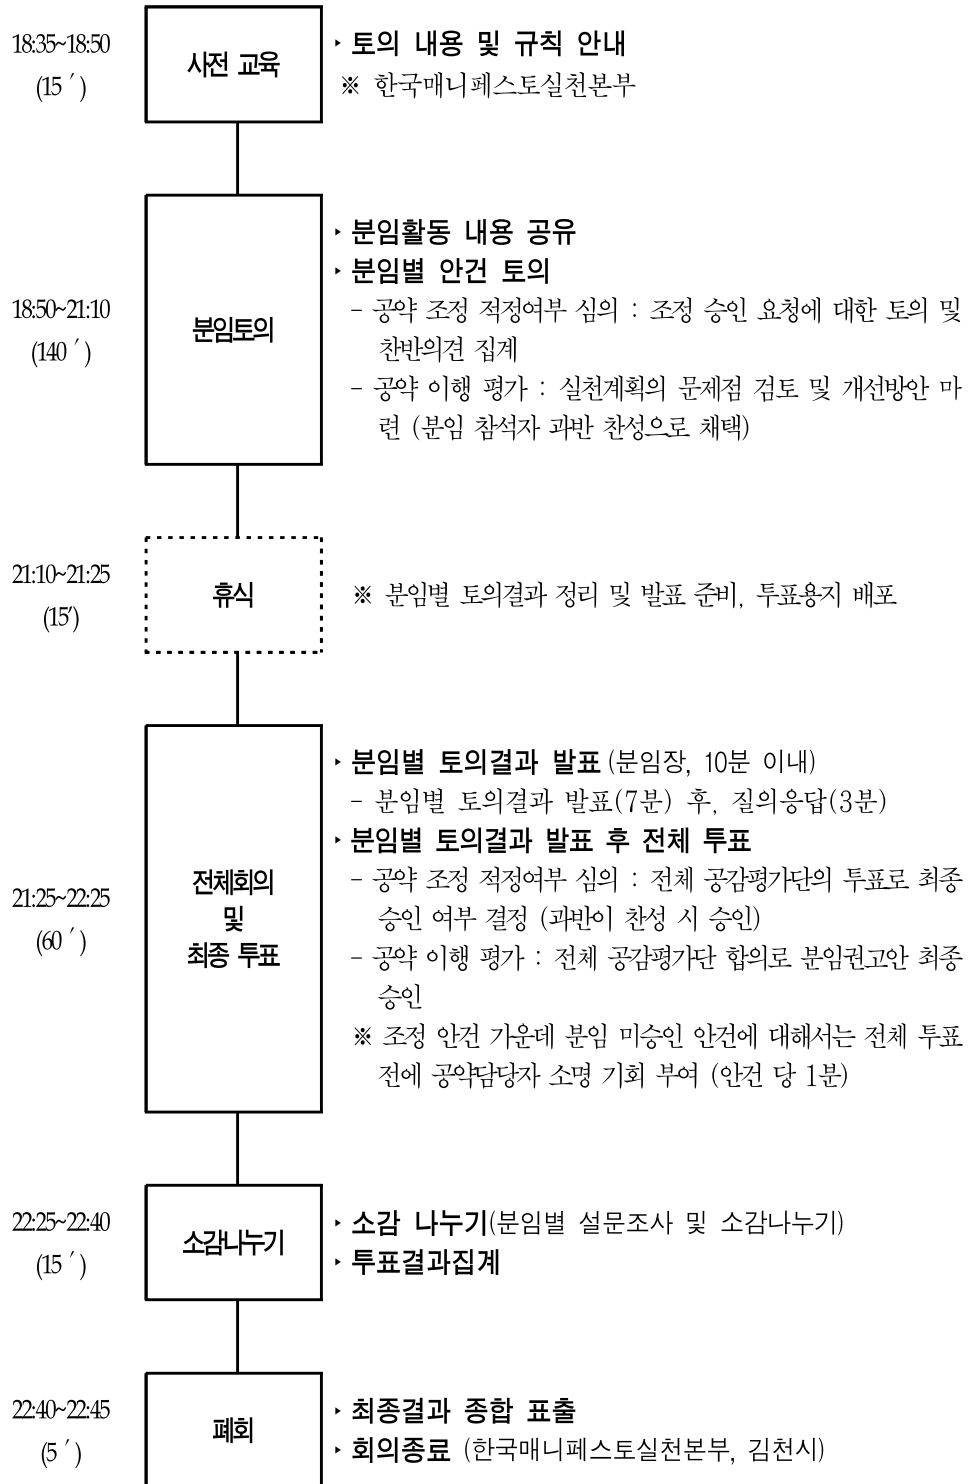 18:35~18:50
(15 ′)
사전 교육
‣ 토의 내용 및 규칙 안내
※ 한국매니페스토실천본부
18:50~21:10
(140 ′)
분임토의
‣ 분임활동 내용 공유
‣ 분임별 안건 토의
- 공약 조정 적정여부 심의 : 조정 승인 요청에 대한 토의 및
찬반의견 집계
- 공약 이행 평가 : 실천계획의 문제점 검토 및 개선방안 마
련 (분임 참석자 과반 찬성으로 채택)
21:10~21:25
(15′)
휴식
※ 분임별 토의결과 정리 및 발표 준비, 투표용지 배포
21:25~22:25
(60 ′)
전체회의
및
최종 투표
‣ 분임별 토의결과 발표 (분임장, 10분 이내)
- 분임별 토의결과 발표(7분) 후, 질의응답(3분)
‣ 분임별 토의결과 발표 후 전체 투표
- 공약 조정 적정여부 심의 : 전체 공감평가단의 투표로 최종
승인 여부 결정 (과반이 찬성 시 승인)
- 공약 이행 평가 : 전체 공감평가단 합의로 분임권고안 최종
승인
※ 조정 안건 가운데 분임 미승인 안건에 대해서는 전체 투표
전에 공약담당자 소명 기회 부여 (안건 당 1분)
22:25~22:40
(15 ′)
소감나누기
‣ 소감 나누기(분임별 설문조사 및 소감나누기)
‣ 투표결과집계
22:40~22:45
(5 ′)
폐회
‣ 최종결과 종합 표출
‣ 회의종료 (한국매니페스토실천본부, 김천시)